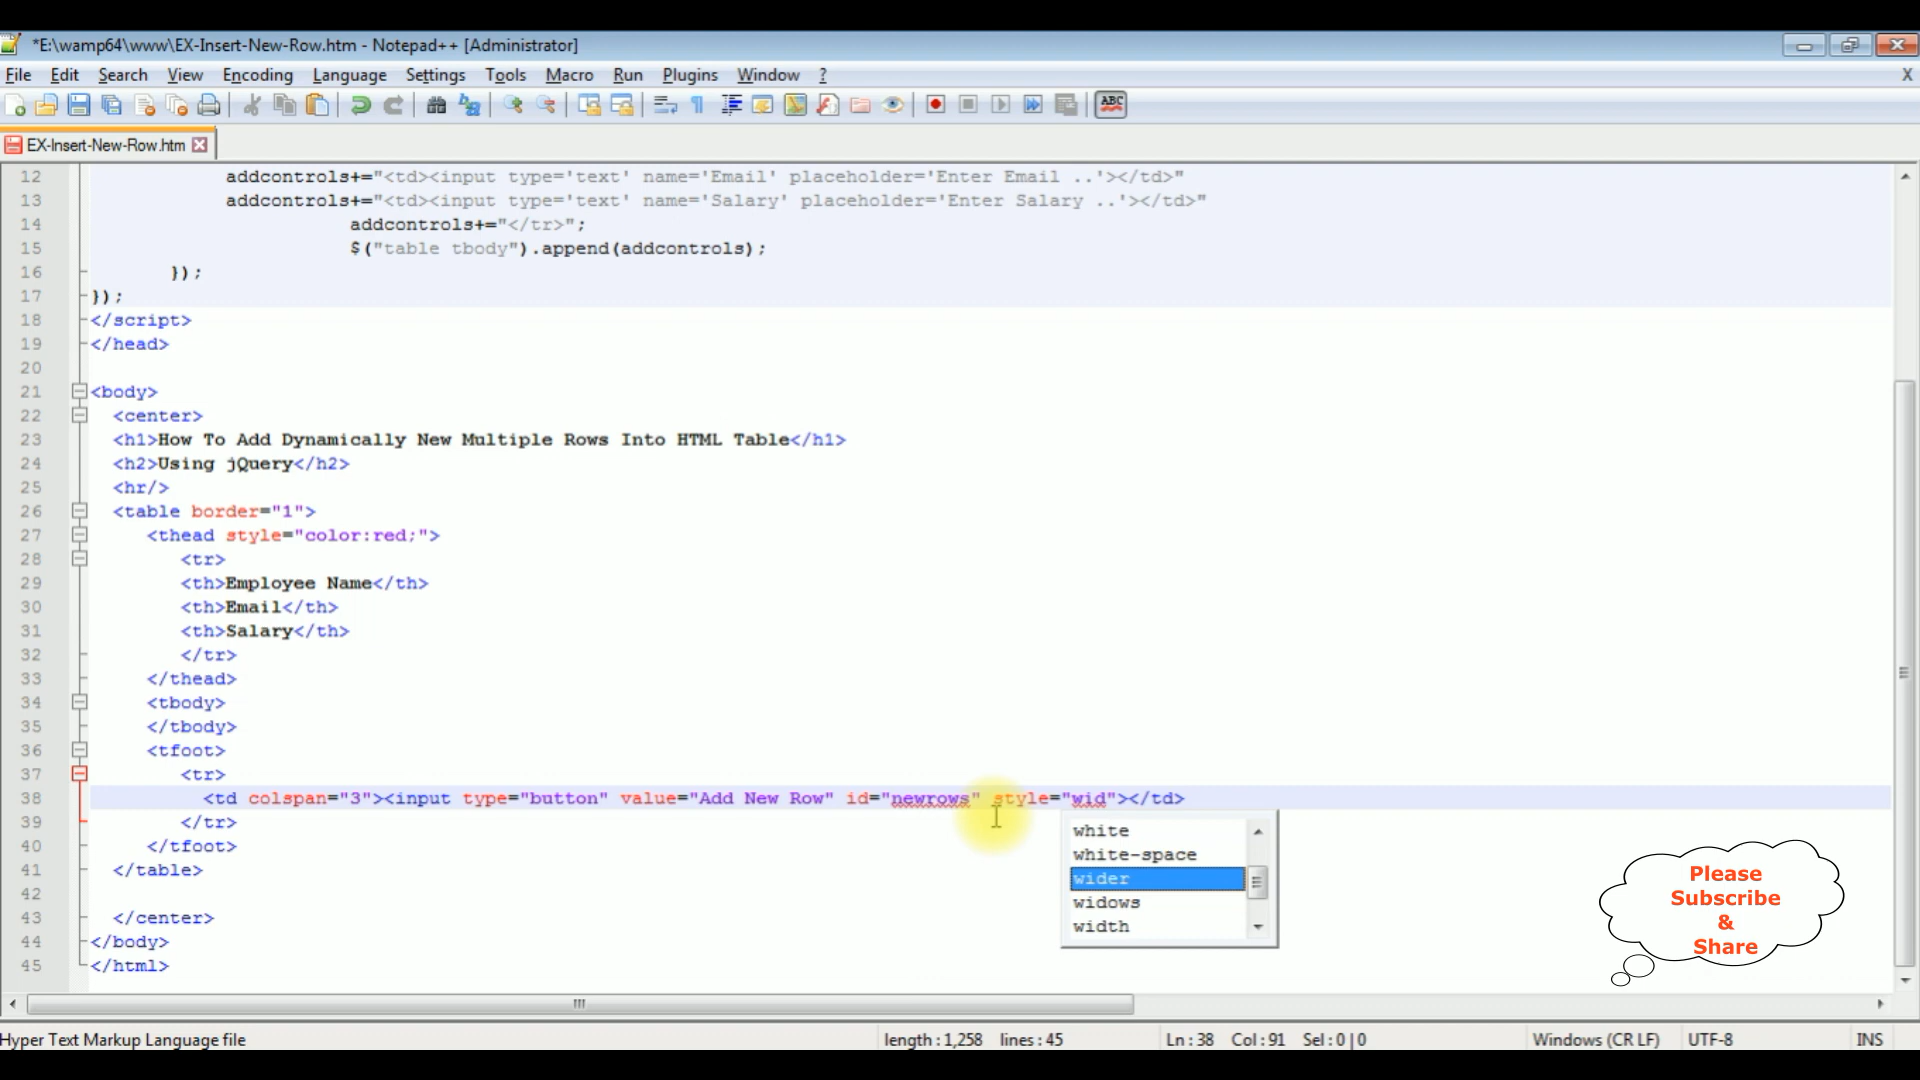 *E:\wamp64\www\EX-Insert-New-Row.htm - Notepad++ [Administrator]
File Edit Search View Encoding Language Settings Tools Macro Run Plugins Window ? X
ABC
EX-Insert-New-Row.htm
12 addcontrols+="<td><input type='text' name='Email' placeholder='Enter Email ..'></td>"
13 addcontrols+="<td><input type='text' name='Salary' placeholder='Enter Salary ..'></td>"
14 addcontrols+="</tr>";
15 $("table tbody").append(addcontrols);
16 });
17 });
18 </script>
19 </head>
20
21 <body>
22 <center>
23 <h1>How To Add Dynamically New Multiple Rows Into HTML Table</h1>
24 <h2>Using jQuery</h2>
25 <hr/>
26 <table border="1">
27 <thead style="color:red;">
28 <tr>
29 <th>Employee Name</th>
30 <th>Email</th>
31 <th>Salary</th>
32 </tr>
33 </thead>
34 <tbody>
35 </tbody>
36 <tfoot>
37 <tr>
38 <td colspan="3"><input type="button" value="Add New Row" id="newrows" style="wid"></td>
39 </tr>
40 </tfoot>
41 </table>
42
43 </center>
44 </body>
45 </html>
white
white-space
wider
widows
width
Please
Subscribe
&
Share
Hyper Text Markup Language file length : 1,258 lines : 45 Ln : 38 Col : 91 Sel : 0 | 0 Windows (CR LF) UTF-8 INS